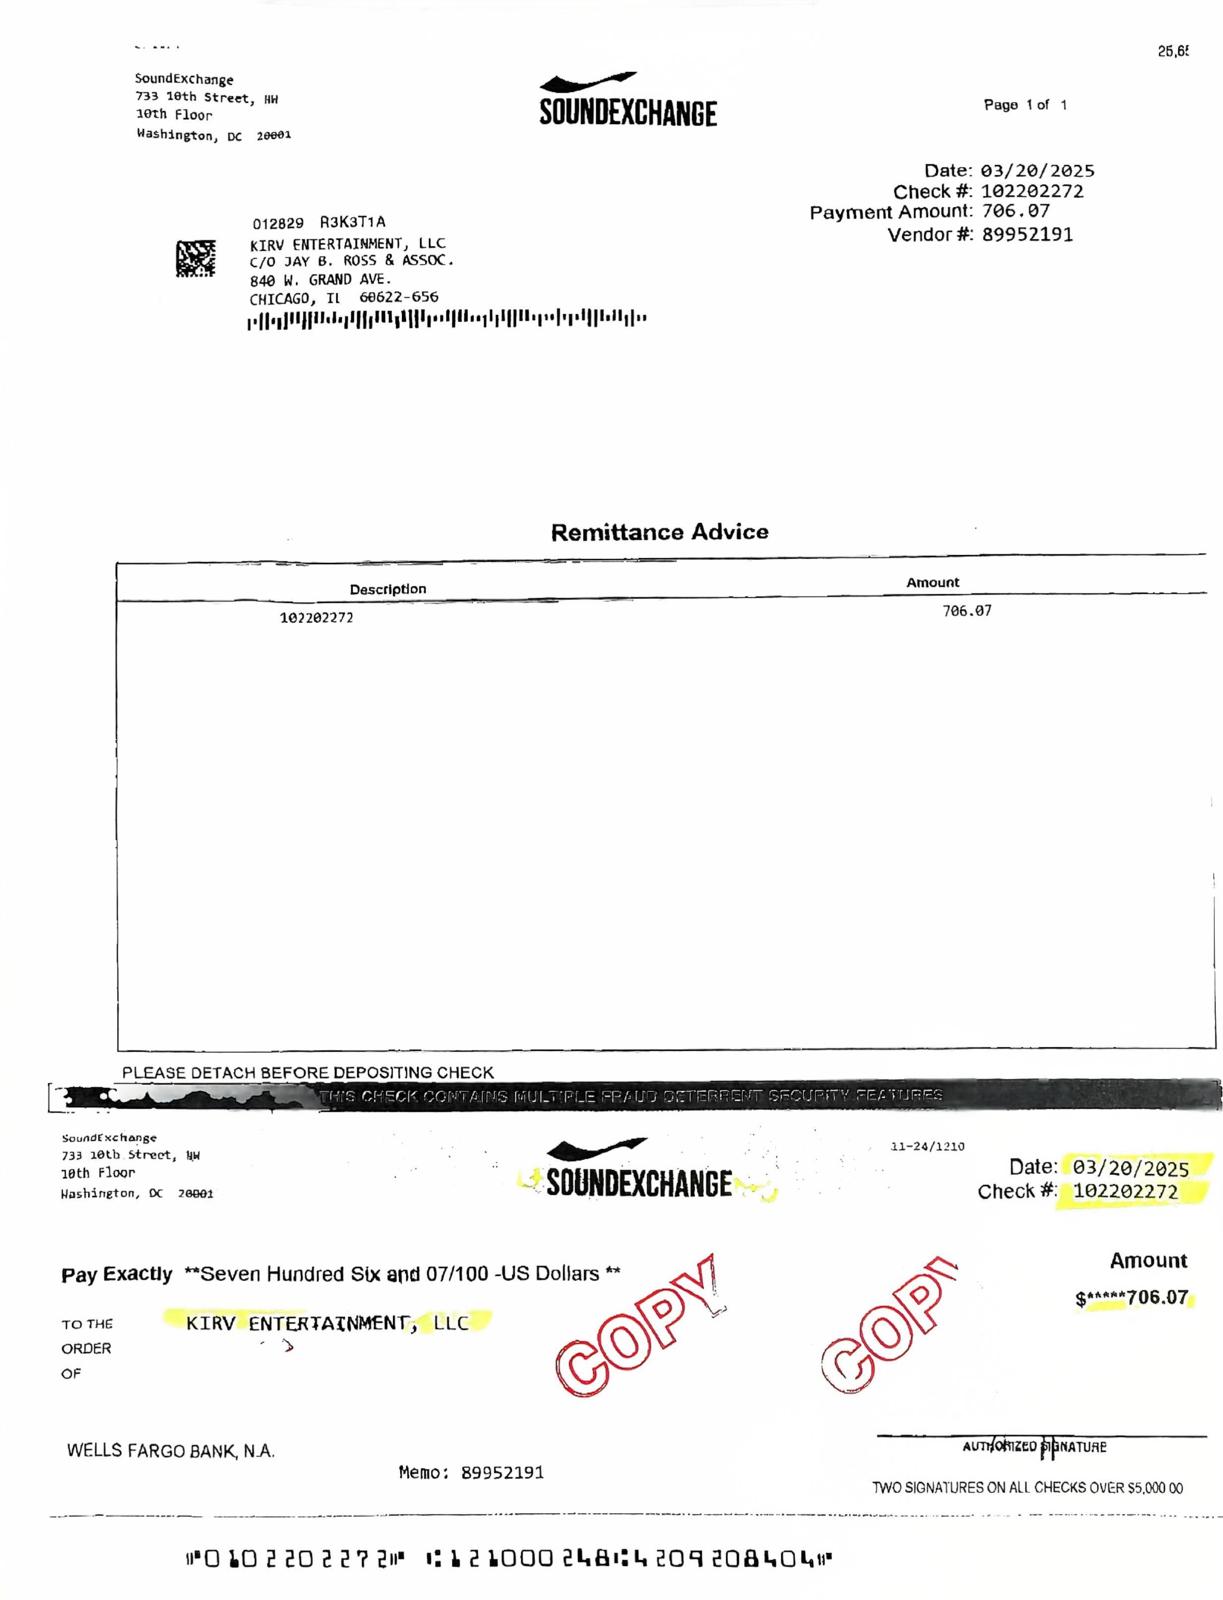 25,6
SoundExchange
733 10th Street, NW
10th Floor
Washington, DC 20001
SOUNDEXCHANGE
Page 1 of 1
Date: 03/20/2025
Check #: 102202272
Payment Amount: 706.07
Vendor #: 89952191
012829 R3K3T1A
KIRV ENTERTAINMENT, LLC
C/O JAY B. ROSS & ASSOC.
840 W. GRAND AVE.
CHICAGO, IL 60622-656
Remittance Advice
Description Amount
102202272 706.07
PLEASE DETACH BEFORE DEPOSITING CHECK
THIS CHECK CONTAINS MULTIPLE FRAUD DETERRENT SECURITY FEATURES
SoundExchange
733 10th Street, NW
10th Floor
Washington, DC 20001
SOUNDEXCHANGE
11-24/1210
Date: 03/20/2025
Check #: 102202272
Pay Exactly **Seven Hundred Six and 07/100 -US Dollars **
Amount
$*****706.07
TO THE
ORDER
OF
KIRV ENTERTAINMENT, LLC
COPY
COPY
WELLS FARGO BANK, N.A.
Memo: 89952191
AUTHORIZED SIGNATURE
TWO SIGNATURES ON ALL CHECKS OVER $5,000 00
⑈0102202272⑈ ⑆121000248⑆4209208404⑈